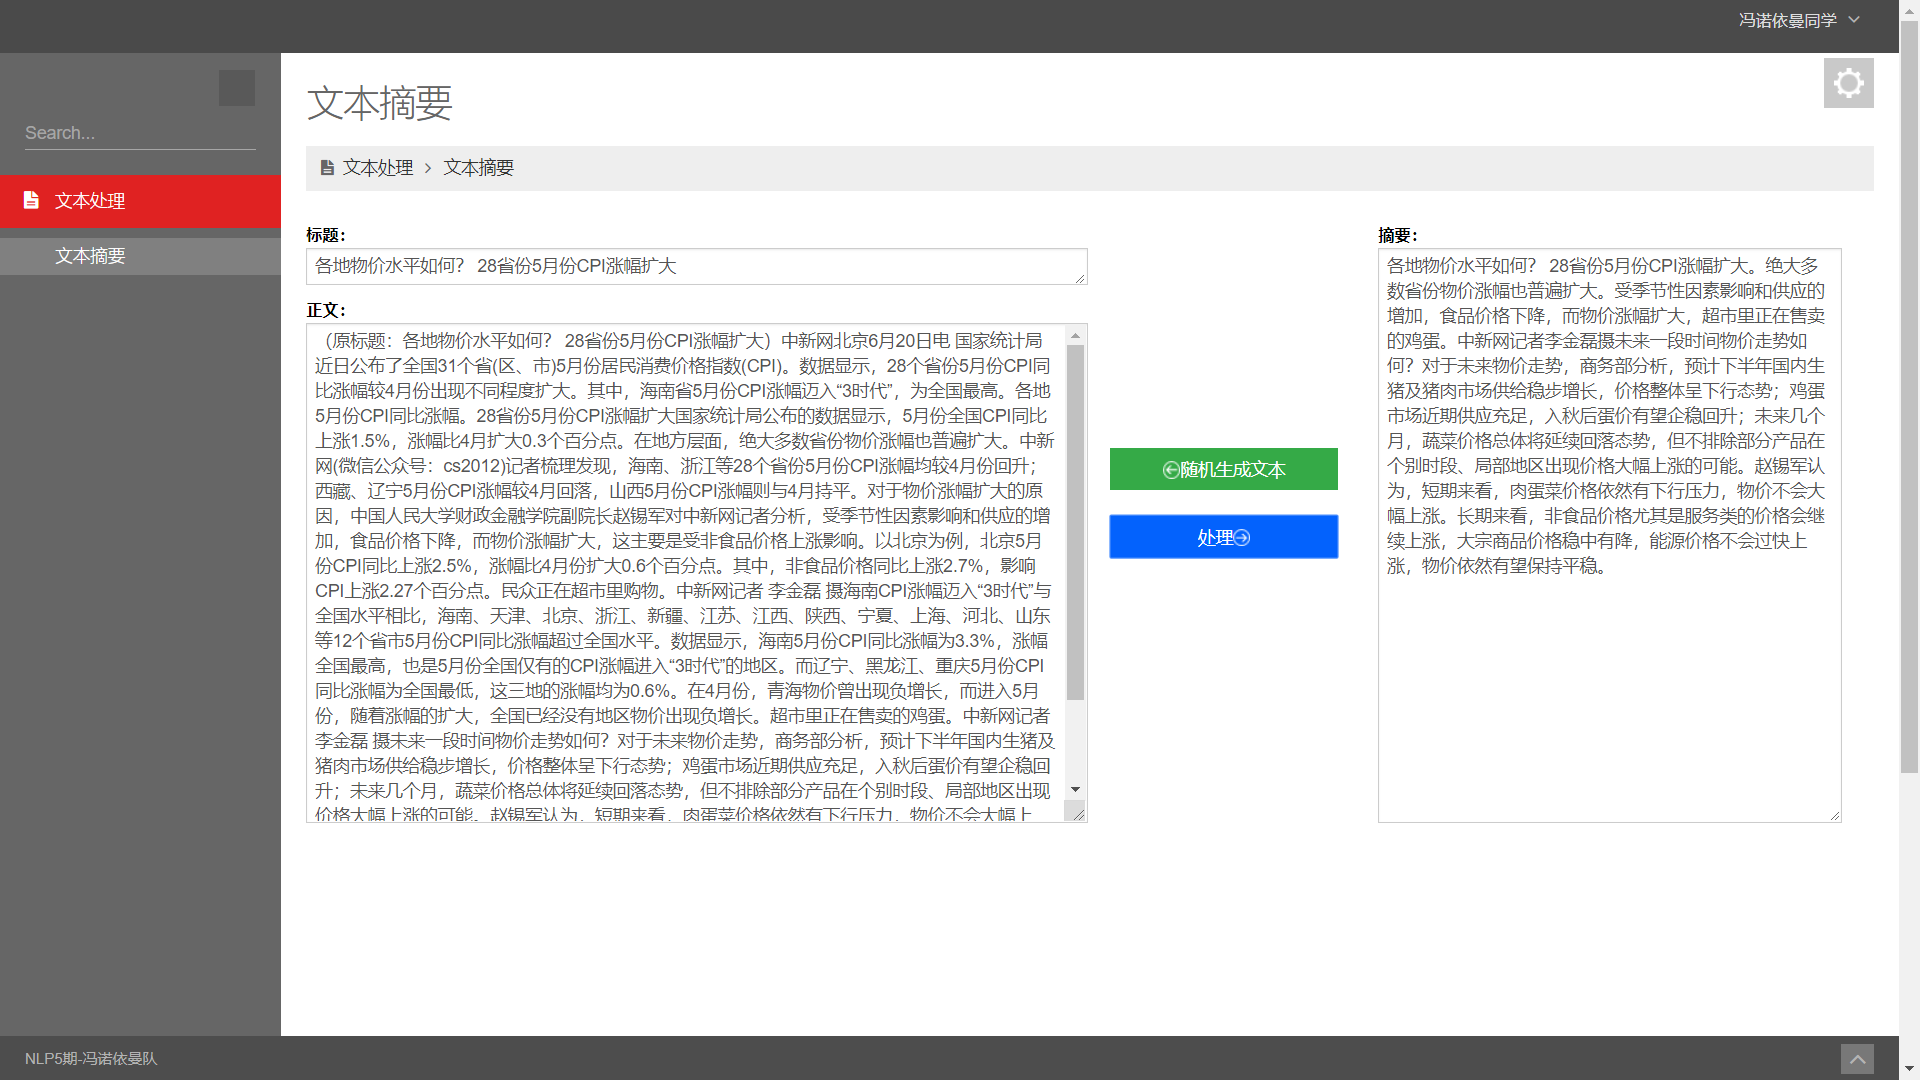 冯诺依曼同学
Search...
文本处理
文本摘要
文本摘要
文本处理
文本摘要
标题：
各地物价水平如何？ 28省份5月份CPI涨幅扩大
正文：
（原标题：各地物价水平如何？ 28省份5月份CPI涨幅扩大）中新网北京6月20日电 国家统计局
近日公布了全国31个省(区、市)5月份居民消费价格指数(CPI)。数据显示，28个省份5月份CPI同
比涨幅较4月份出现不同程度扩大。其中，海南省5月份CPI涨幅迈入“3时代”，为全国最高。各地
5月份CPI同比涨幅。28省份5月份CPI涨幅扩大国家统计局公布的数据显示，5月份全国CPI同比
上涨1.5%，涨幅比4月扩大0.3个百分点。在地方层面，绝大多数省份物价涨幅也普遍扩大。中新
网(微信公众号：cs2012)记者梳理发现，海南、浙江等28个省份5月份CPI涨幅均较4月份回升；
西藏、辽宁5月份CPI涨幅较4月回落，山西5月份CPI涨幅则与4月持平。对于物价涨幅扩大的原
因，中国人民大学财政金融学院副院长赵锡军对中新网记者分析，受季节性因素影响和供应的增
加，食品价格下降，而物价涨幅扩大，这主要是受非食品价格上涨影响。以北京为例，北京5月
份CPI同比上涨2.5%，涨幅比4月份扩大0.6个百分点。其中，非食品价格同比上涨2.7%，影响
CPI上涨2.27个百分点。民众正在超市里购物。中新网记者 李金磊 摄海南CPI涨幅迈入“3时代”与
全国水平相比，海南、天津、北京、浙江、新疆、江苏、江西、陕西、宁夏、上海、河北、山东
等12个省市5月份CPI同比涨幅超过全国水平。数据显示，海南5月份CPI同比涨幅为3.3%，涨幅
全国最高，也是5月份全国仅有的CPI涨幅进入“3时代”的地区。而辽宁、黑龙江、重庆5月份CPI
同比涨幅为全国最低，这三地的涨幅均为0.6%。在4月份，青海物价曾出现负增长，而进入5月
份，随着涨幅的扩大，全国已经没有地区物价出现负增长。超市里正在售卖的鸡蛋。中新网记者
李金磊 摄未来一段时间物价走势如何？对于未来物价走势，商务部分析，预计下半年国内生猪及
猪肉市场供给稳步增长，价格整体呈下行态势；鸡蛋市场近期供应充足，入秋后蛋价有望企稳回
升；未来几个月，蔬菜价格总体将延续回落态势，但不排除部分产品在个别时段、局部地区出现
价格大幅上涨的可能。赵锡军认为，短期来看，肉蛋菜价格依然有下行压力，物价不会大幅上
随机生成文本
处理
摘要：
各地物价水平如何？ 28省份5月份CPI涨幅扩大。绝大多
数省份物价涨幅也普遍扩大。受季节性因素影响和供应的
增加，食品价格下降，而物价涨幅扩大，超市里正在售卖
的鸡蛋。中新网记者李金磊摄未来一段时间物价走势如
何？对于未来物价走势，商务部分析，预计下半年国内生
猪及猪肉市场供给稳步增长，价格整体呈下行态势；鸡蛋
市场近期供应充足，入秋后蛋价有望企稳回升；未来几个
月，蔬菜价格总体将延续回落态势，但不排除部分产品在
个别时段、局部地区出现价格大幅上涨的可能。赵锡军认
为，短期来看，肉蛋菜价格依然有下行压力，物价不会大
幅上涨。长期来看，非食品价格尤其是服务类的价格会继
续上涨，大宗商品价格稳中有降，能源价格不会过快上
涨，物价依然有望保持平稳。
NLP5期-冯诺依曼队